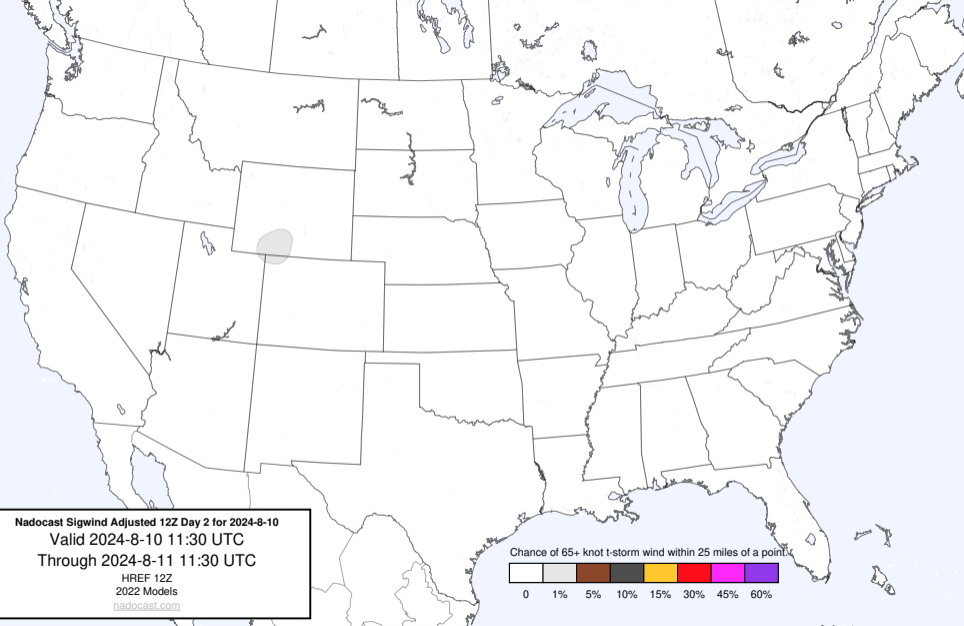 Nadocast Sigwind Adjusted 12Z Day 2 for 2024-8-10
Valid 2024-8-10 11:30 UTC
Through 2024-8-11 11:30 UTC
HREF 12Z
2022 Models
nadocast.com
Chance of 65+ knot t-storm wind within 25 miles of a point.
0 1% 5% 10% 15% 30% 45% 60%